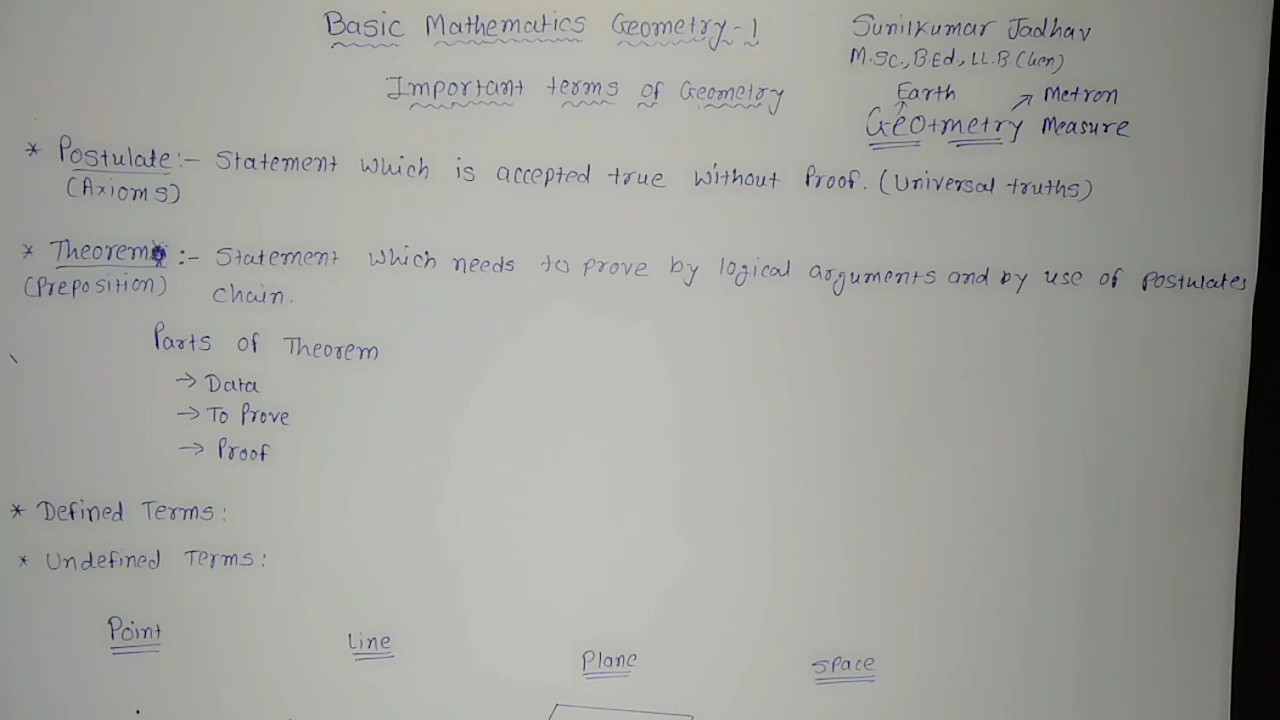 Basic Mathematics Geometry-1
Sunilkumar Jadhav
M.Sc., B.Ed, LL.B (Gen)
Important terms of Geometry
Earth
Metron
Geo+metry Measure
* Postulate :- Statement which is accepted true without Proof. (Universal truths)
(Axioms)
* Theorem :- Statement which needs to prove by logical arguments and by use of Postulates
(Preposition) chain.
Parts of Theorem
→ Data
→ To Prove
→ Proof
* Defined Terms:
* Undefined Terms:
Point Line Plane Space